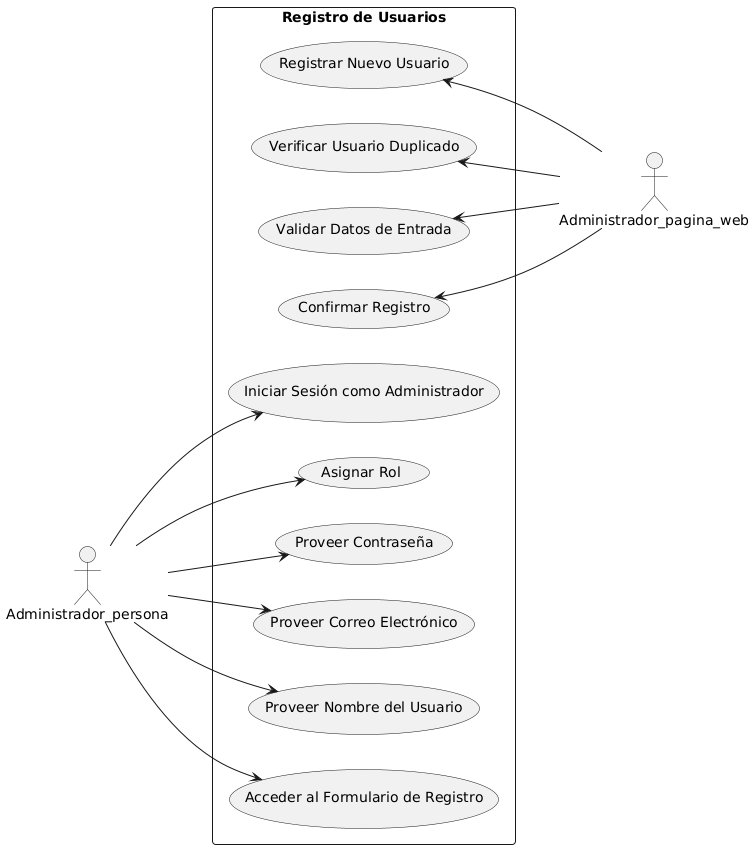 Registro de Usuarios
Registrar Nuevo Usuario
Verificar Usuario Duplicado
Administrador_pagina_web
Validar Datos de Entrada
Confirmar Registro
Iniciar Sesión como Administrador
Asignar Rol
Proveer Contraseña
Administrador_persona
Proveer Correo Electrónico
Proveer Nombre del Usuario
Acceder al Formulario de Registro